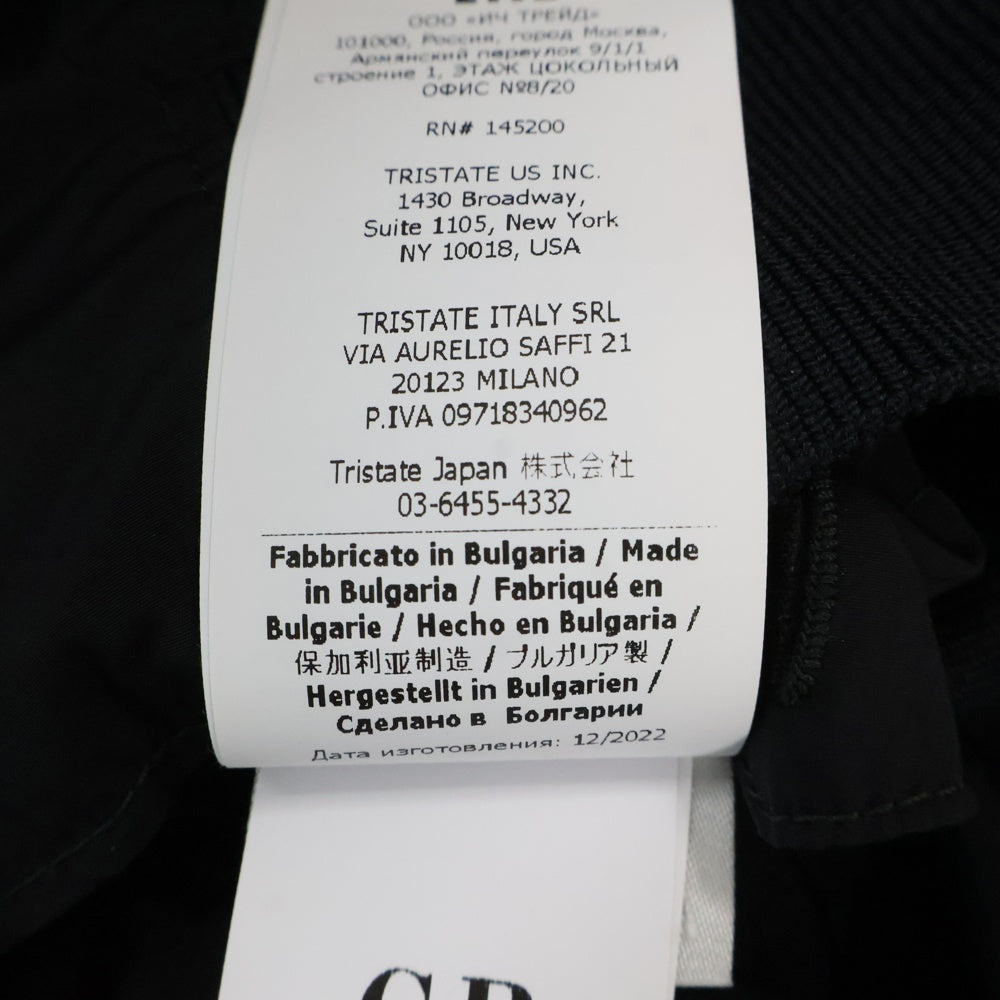 ООО «ИЧ ТРЕЙД»
101000, Россия, город Москва,
Армянский переулок 9/1/1
строение 1, ЭТАЖ ЦОКОЛЬНЫЙ
ОФИС №8/20
RN# 145200
TRISTATE US INC.
1430 Broadway,
Suite 1105, New York
NY 10018, USA
TRISTATE ITALY SRL
VIA AURELIO SAFFI 21
20123 MILANO
P.IVA 09718340962
Tristate Japan 株式会社
03-6455-4332
Fabbricato in Bulgaria / Made
in Bulgaria / Fabriqué en
Bulgarie / Hecho en Bulgaria /
保加利亚制造 / ブルガリア製 /
Hergestellt in Bulgarien /
Сделано в Болгарии
Дата изготовления: 12/2022